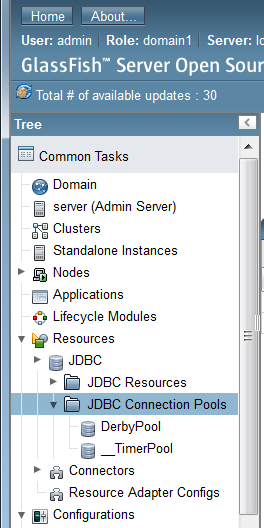 Home About...
User: admin Role: domain1 Server: lo
GlassFish™ Server Open Sour
Total # of available updates : 30
Tree
Common Tasks
Domain
server (Admin Server)
Clusters
Standalone Instances
Nodes
Applications
Lifecycle Modules
Resources
JDBC
JDBC Resources
JDBC Connection Pools
DerbyPool
__TimerPool
Connectors
Resource Adapter Configs
Configurations